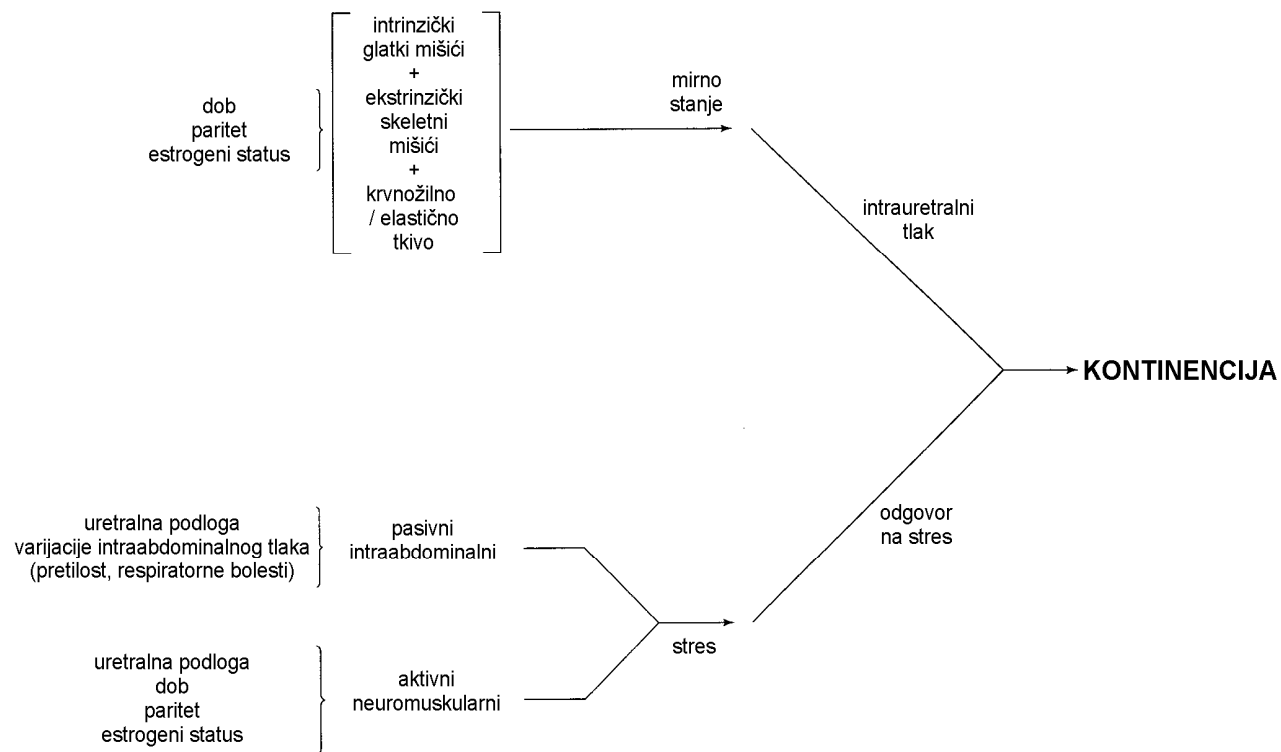 dob
paritet
estrogeni status
intrinzički
glatki mišići
+
ekstrinzički
skeletni
mišići
+
krvnožilno
/ elastično
tkivo
mirno
stanje
intrauretralni
tlak
KONTINENCIJA
uretralna podloga
varijacije intraabdominalnog tlaka
(pretilost, respiratorne bolesti)
pasivni
intraabdominalni
uretralna podloga
dob
paritet
estrogeni status
aktivni
neuromuskularni
stres
odgovor
na stres